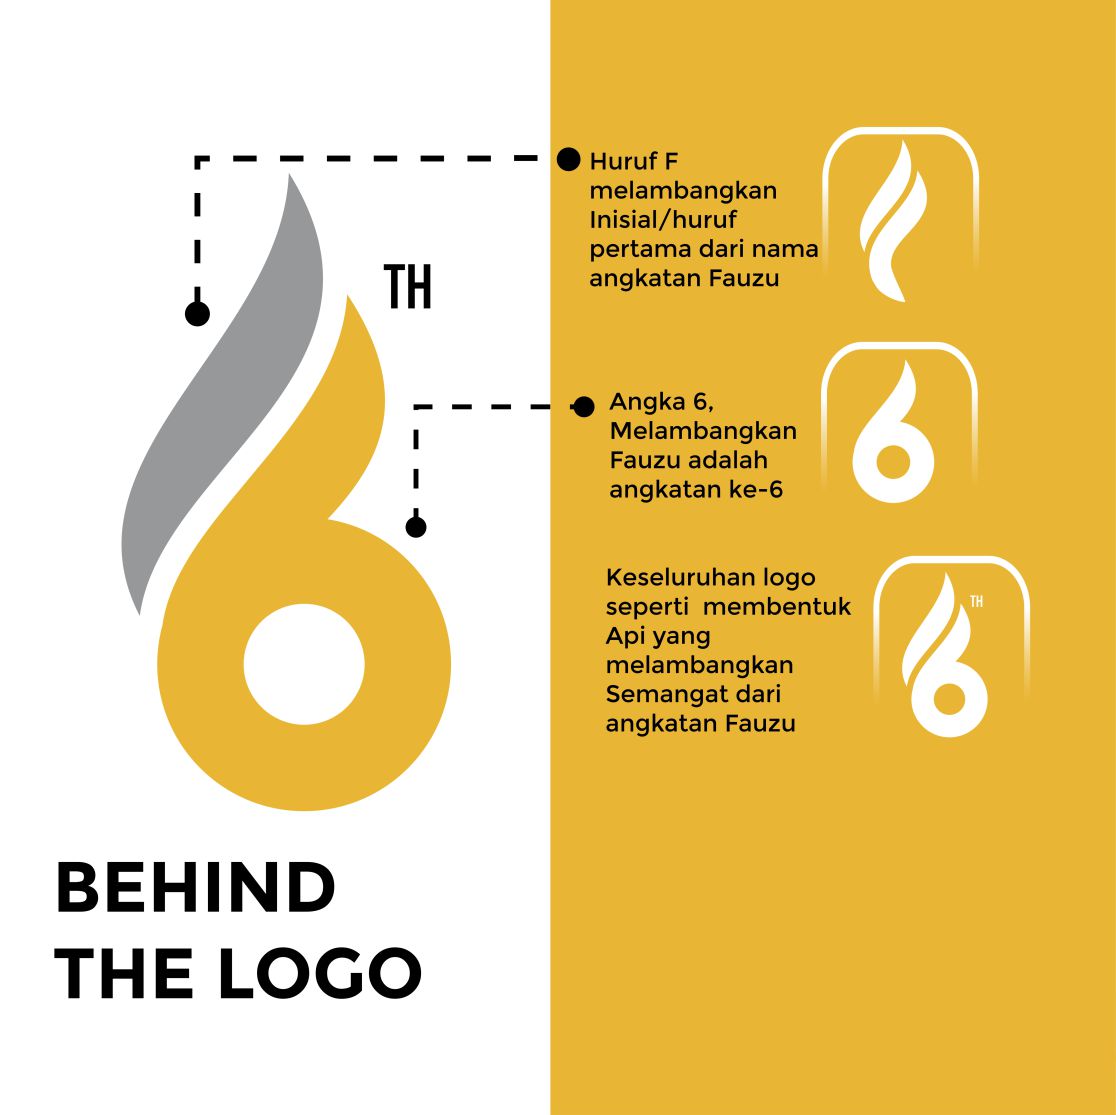 TH
BEHIND
THE LOGO
Huruf F
melambangkan
Inisial/huruf
pertama dari nama
angkatan Fauzu
Angka 6,
Melambangkan
Fauzu adalah
angkatan ke-6
Keseluruhan logo
seperti  membentuk
Api yang
melambangkan
Semangat dari
angkatan Fauzu
TH